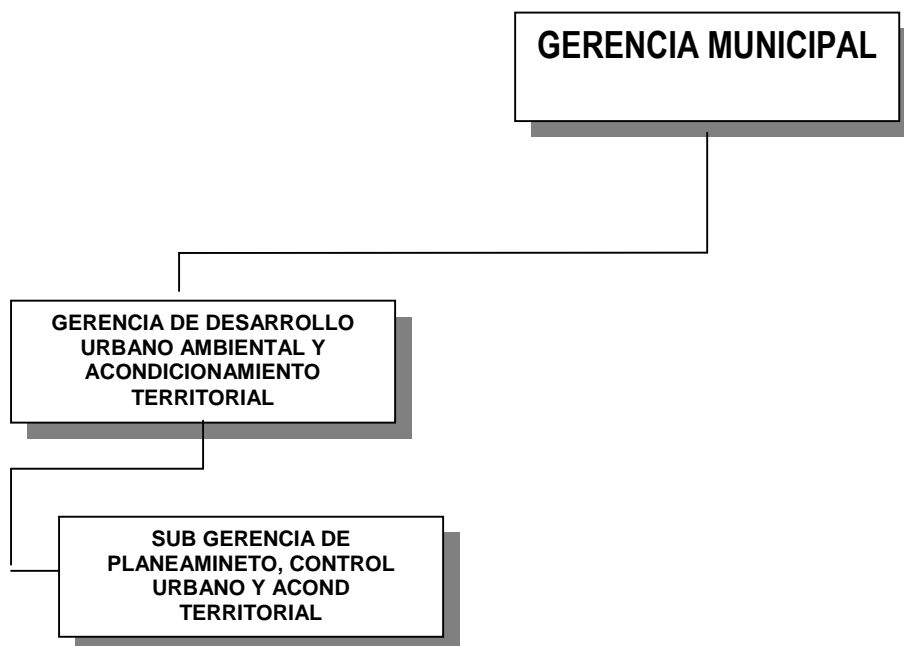 GERENCIA MUNICIPAL
GERENCIA DE DESARROLLO
URBANO AMBIENTAL Y
ACONDICIONAMIENTO
TERRITORIAL
SUB GERENCIA DE
PLANEAMINETO, CONTROL
URBANO Y ACOND
TERRITORIAL